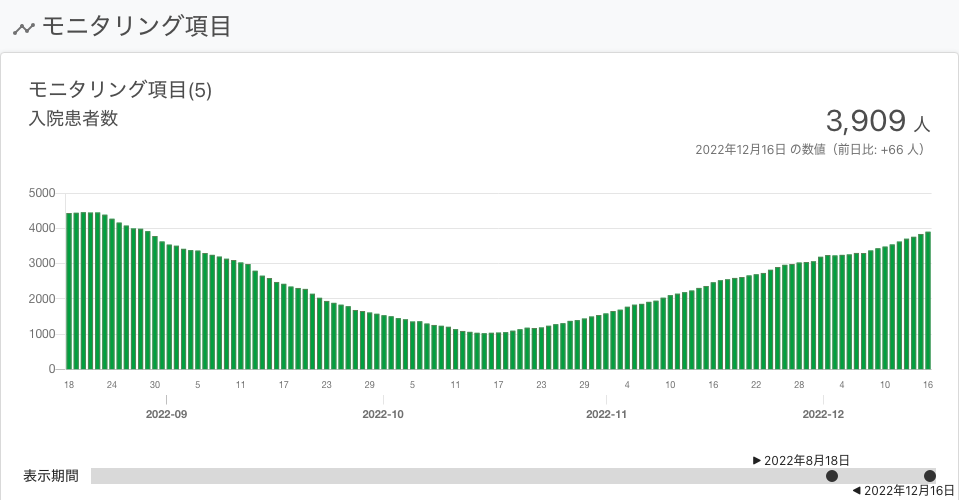 モニタリング項目
モニタリング項目(5)
入院患者数
3,909 人
2022年12月16日 の数値（前日比: +66 人）
5000
4000
3000
2000
1000
0
18 24 30 5 11 17 23 29 5 11 17 23 29 4 10 16 22 28 4 10 16
2022-09 2022-10 2022-11 2022-12
▶ 2022年8月18日
表示期間
◀ 2022年12月16日